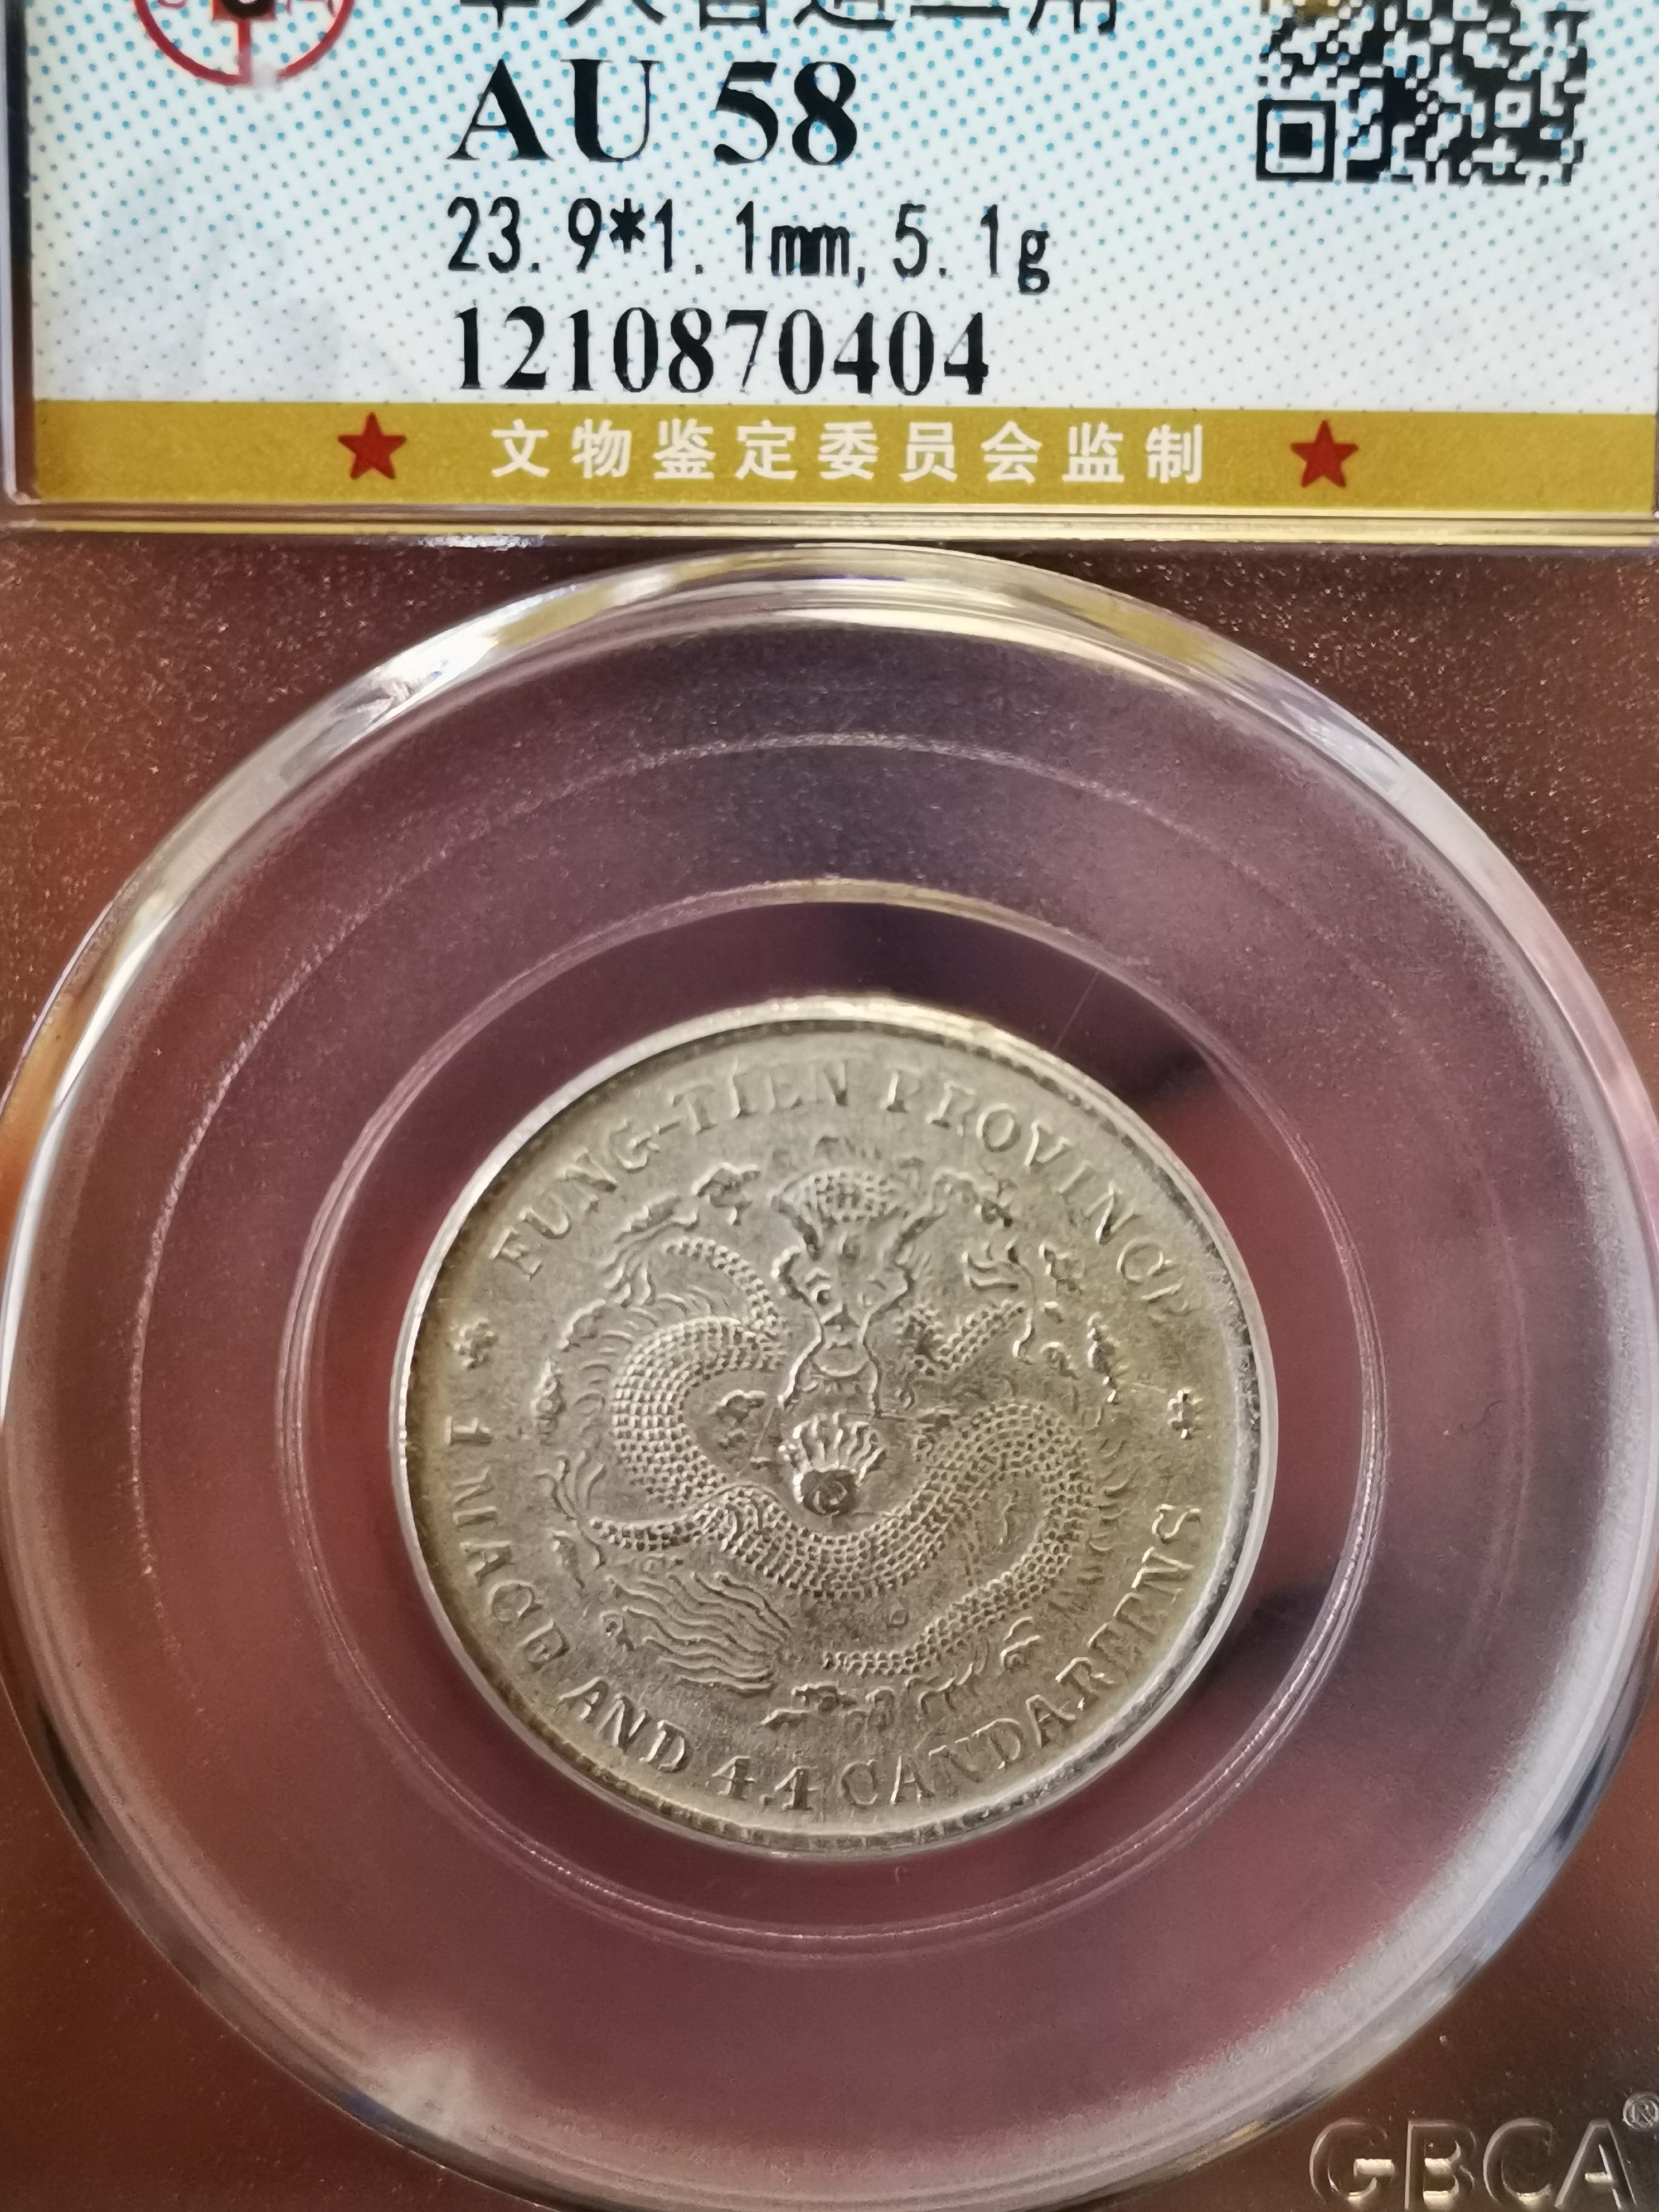 AU 58
23.9*1.1mm,5.1g
1210870404
★ 文物鉴定委员会监制 ★
FUNG-TIEN PROVINCE
1 MACE AND 4.4 CANDAREENS
GBCA®